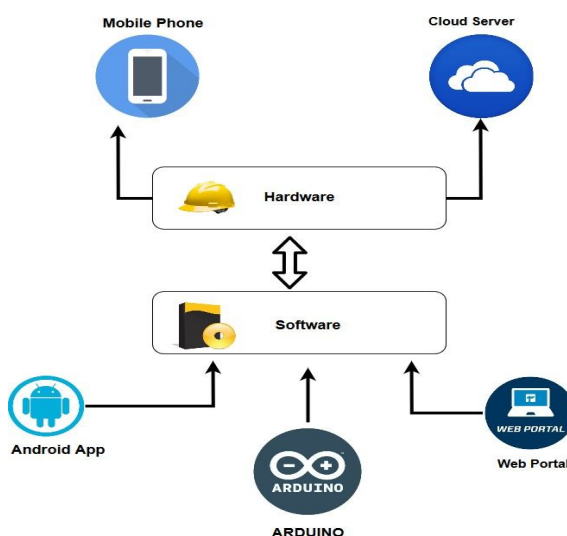 Mobile Phone
Cloud Server
Hardware
Software
Android App
ARDUINO
WEB PORTAL
Web Portal
ARDUINO